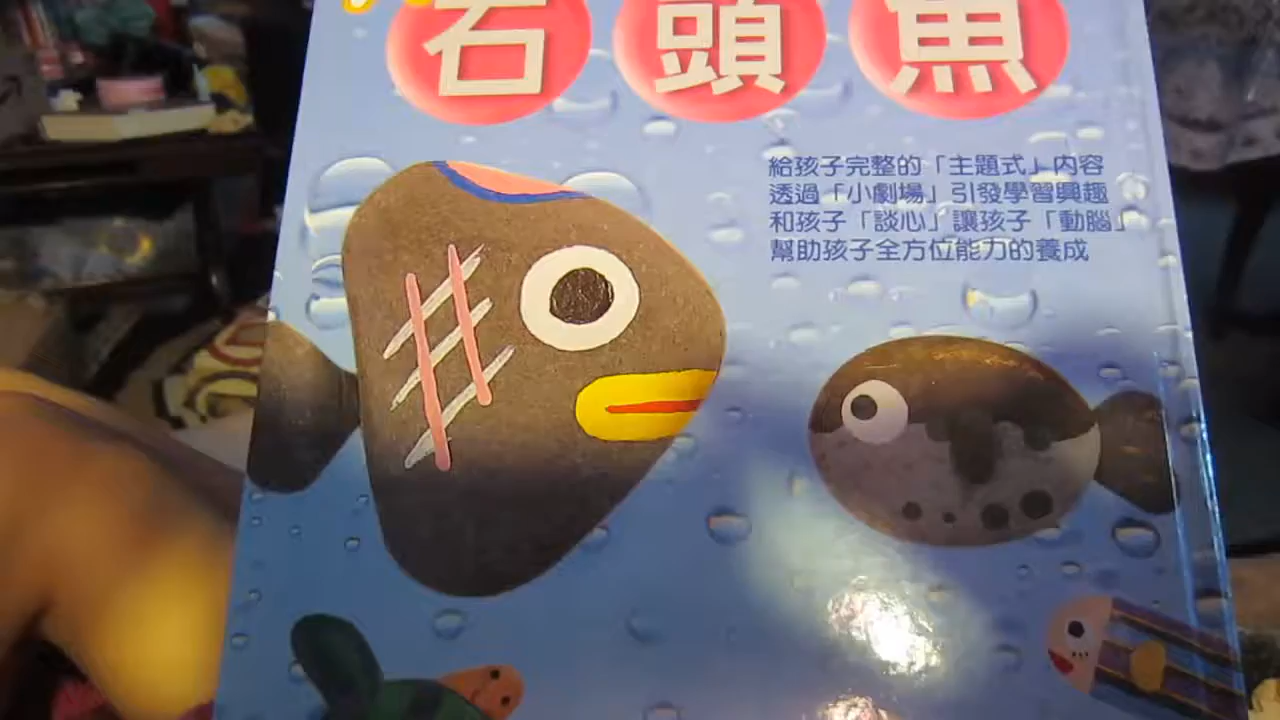 石頭魚
給孩子完整的「主題式」內容
透過「小劇場」引發學習興趣
和孩子「談心」讓孩子「動腦」
幫助孩子全方位能力的養成